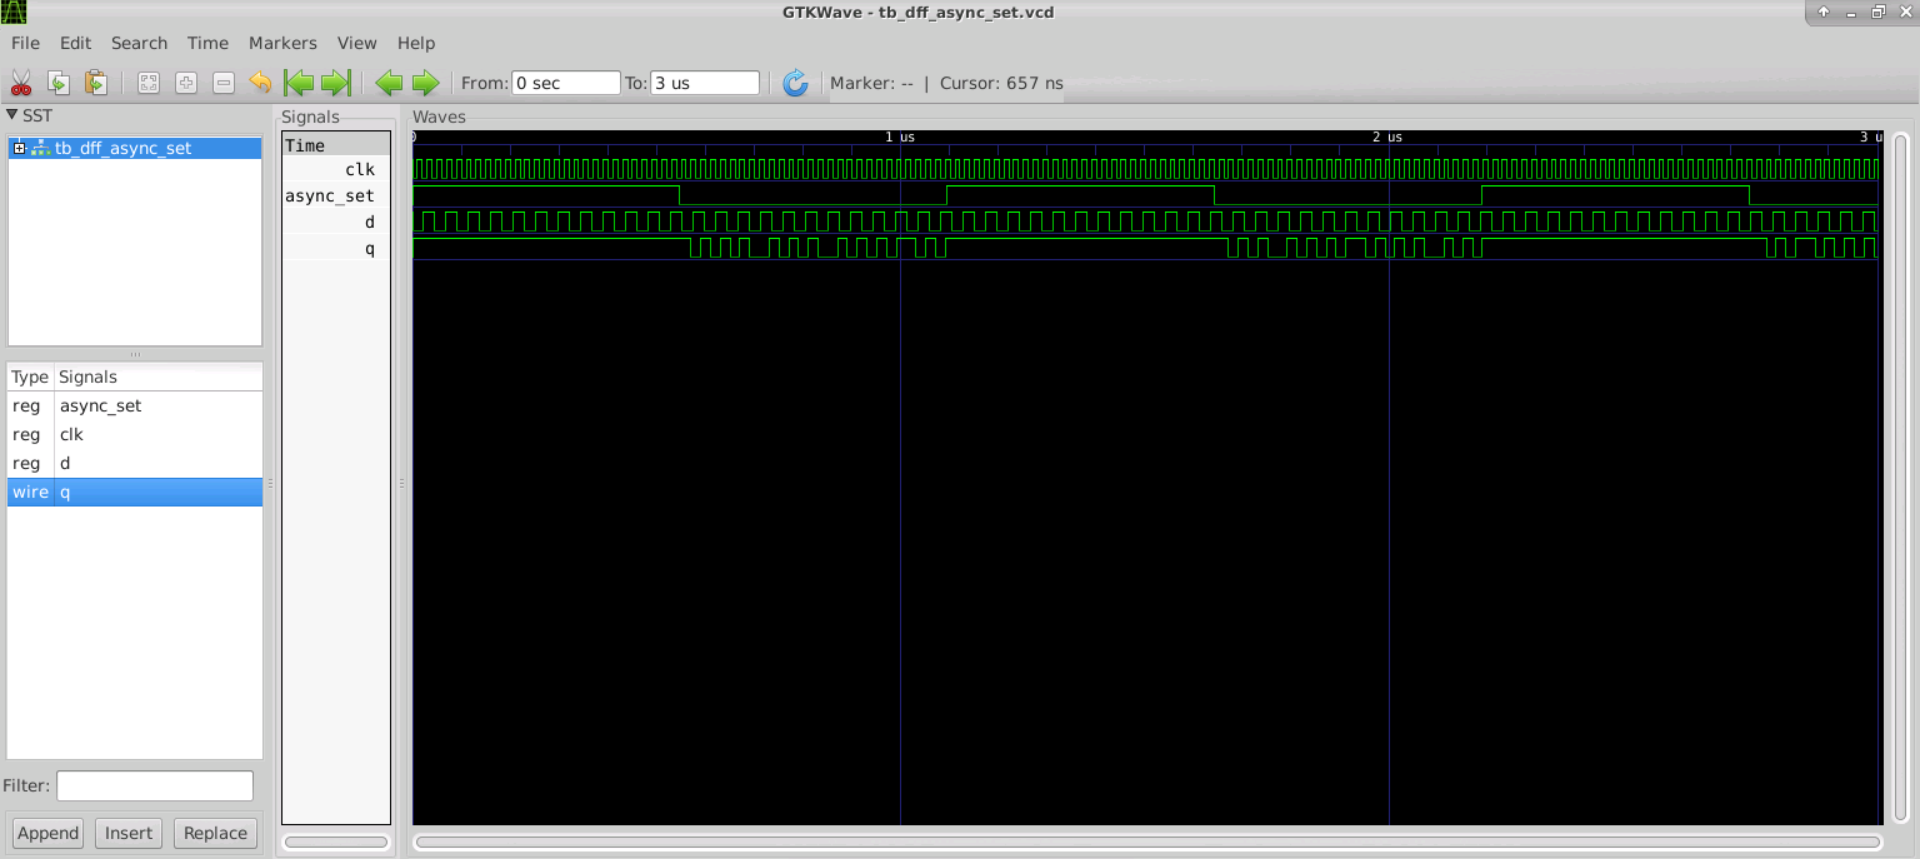 GTKWave - tb_dff_async_set.vcd
File Edit Search Time Markers View Help
From: 0 sec To: 3 us Marker: -- | Cursor: 657 ns
SST
tb_dff_async_set
Type Signals
reg async_set
reg clk
reg d
wire q
Filter:
Append Insert Replace
Signals
Time
clk
async_set
d
q
Waves
0 1 us 2 us 3 u